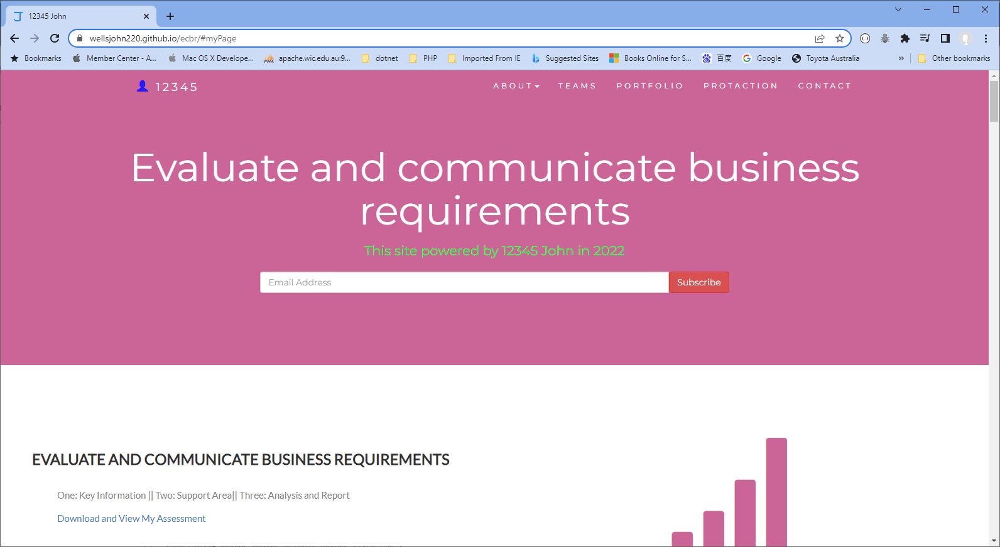 12345 John
wellsjohn220.github.io/ecbr/#myPage
Bookmarks Member Center - A... Mac OS X Develope... apache.wic.edu.au:9... dotnet PHP Imported From IE Suggested Sites Books Online for S... 百度 Google Toyota Australia » Other bookmarks
12345 ABOUT TEAMS PORTFOLIO PROTACTION CONTACT
Evaluate and communicate business
requirements
This site powered by 12345 John in 2022
Email Address Subscribe
EVALUATE AND COMMUNICATE BUSINESS REQUIREMENTS
One: Key Information || Two: Support Area|| Three: Analysis and Report
Download and View My Assessment